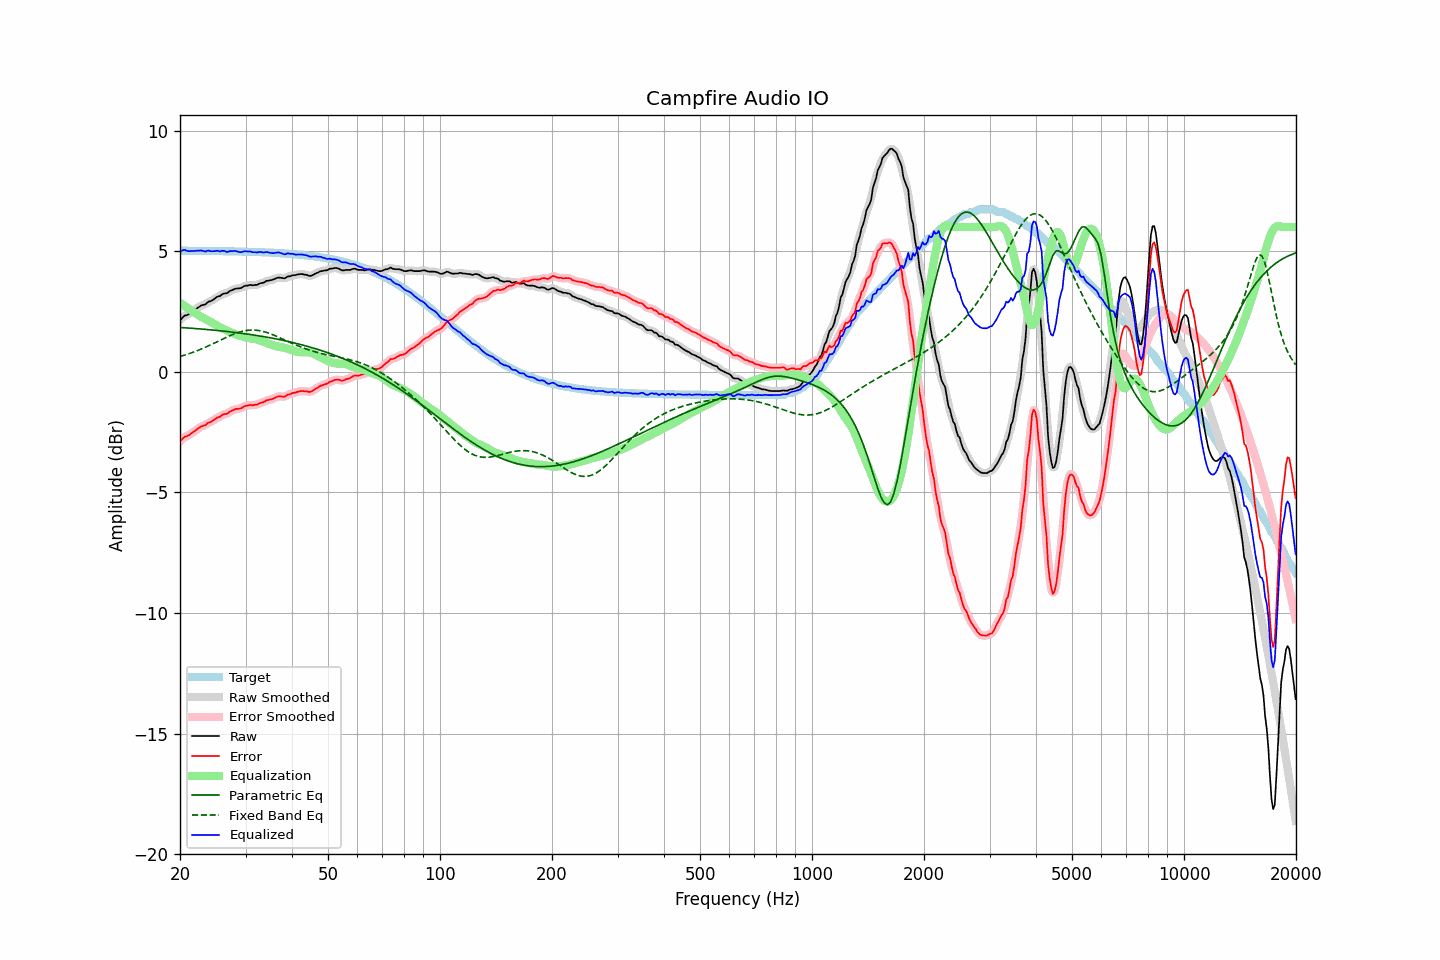 Campfire Audio IO
10
5
0
−5
−10
−15
−20
Amplitude (dBr)
Target
Raw Smoothed
Error Smoothed
Raw
Error
Equalization
Parametric Eq
Fixed Band Eq
Equalized
20 50 100 200 500 1000 2000 5000 10000 20000
Frequency (Hz)